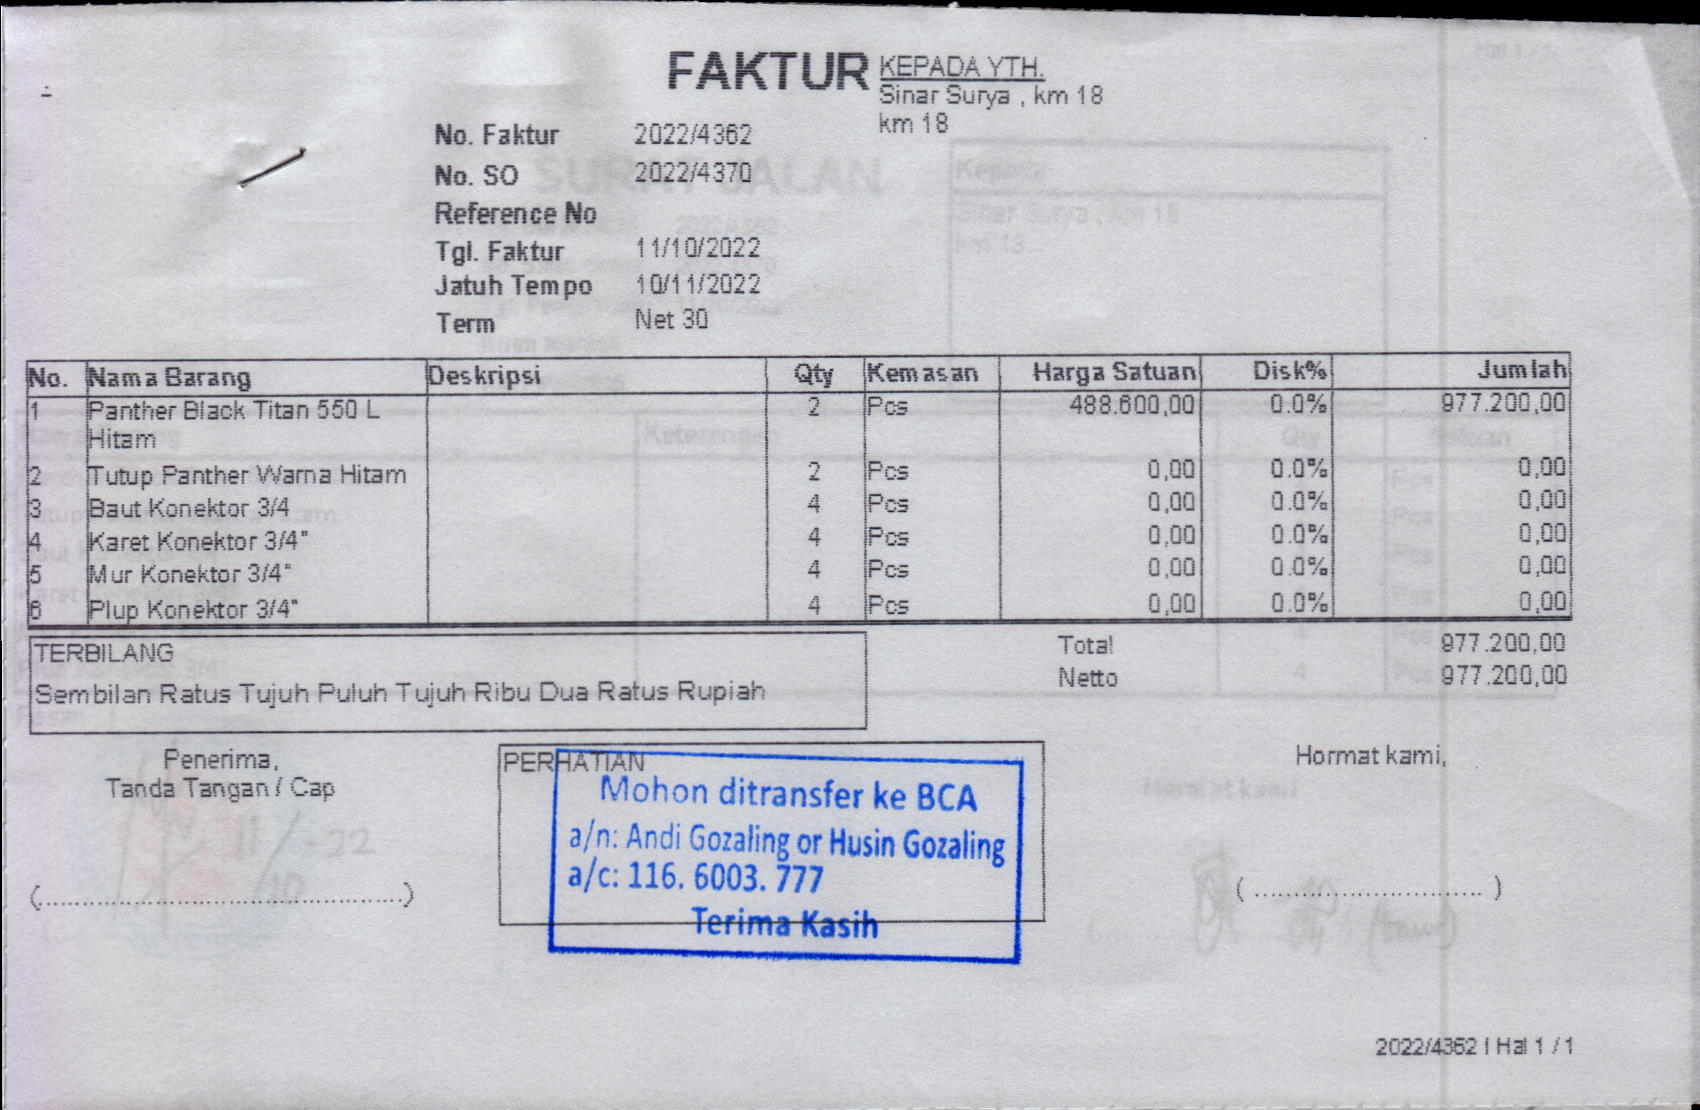 FAKTUR
KEPADA YTH.
Sinar Surya , km 18
km 18
No. Faktur 2022/4362
No. SO 2022/4370
Reference No
Tgl. Faktur 11/10/2022
Jatuh Tempo 10/11/2022
Term Net 30
No. Nama Barang Deskripsi Qty Kemasan Harga Satuan Disk% Jumlah
1 Panther Black Titan 550 L 2 Pcs 488.600,00 0.0% 977.200,00
Hitam
2 Tutup Panther Warna Hitam 2 Pcs 0,00 0.0% 0,00
3 Baut Konektor 3/4 4 Pcs 0,00 0.0% 0,00
4 Karet Konektor 3/4" 4 Pcs 0,00 0.0% 0,00
5 Mur Konektor 3/4" 4 Pcs 0,00 0.0% 0,00
6 Plup Konektor 3/4" 4 Pcs 0,00 0.0% 0,00
TERBILANG
Sembilan Ratus Tujuh Puluh Tujuh Ribu Dua Ratus Rupiah
Total 977.200,00
Netto 977.200,00
Penerima,
Tanda Tangan / Cap
(..........................................)
PERHATIAN
Mohon ditransfer ke BCA
a/n: Andi Gozaling or Husin Gozaling
a/c: 116. 6003. 777
Terima Kasih
Hormat kami,
( .......................... )
2022/4362 | Hal 1 / 1